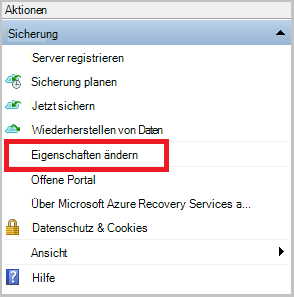 Aktionen
Sicherung
Server registrieren
Sicherung planen
Jetzt sichern
Wiederherstellen von Daten
Eigenschaften ändern
Offene Portal
Über Microsoft Azure Recovery Services a...
Datenschutz & Cookies
Ansicht
Hilfe